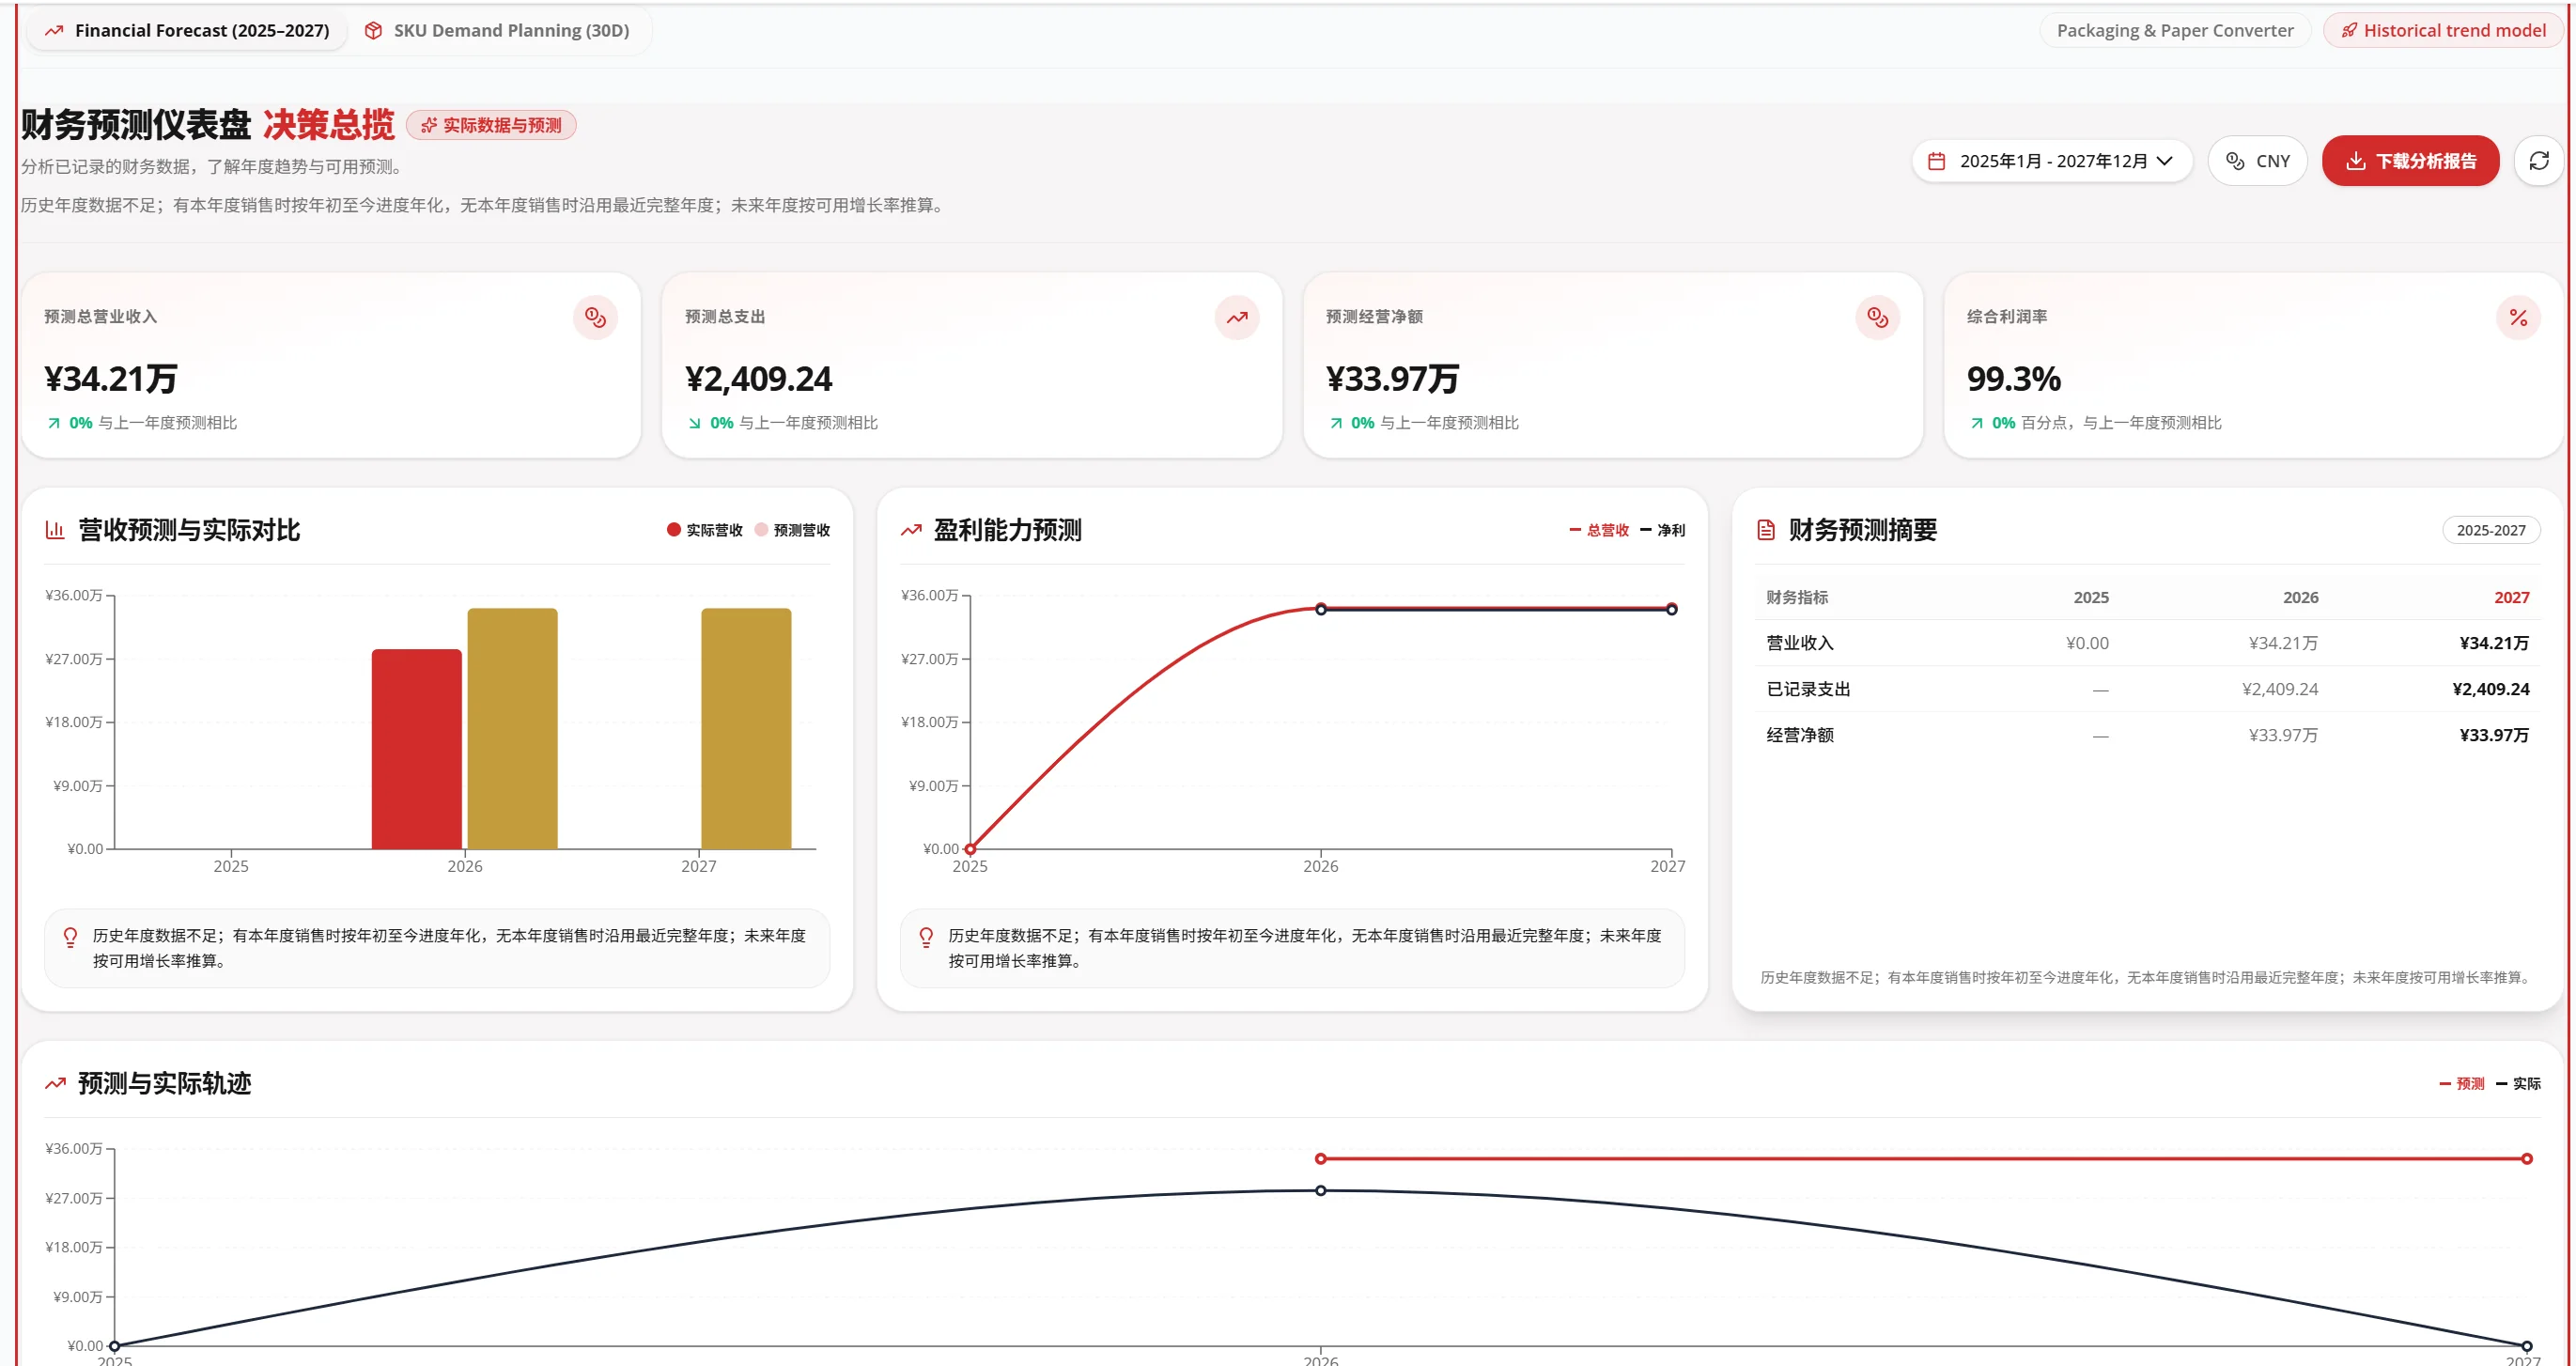 Financial Forecast (2025–2027)
SKU Demand Planning (30D)
Packaging & Paper Converter
Historical trend model
财务预测仪表盘 决策总揽
实际数据与预测
分析已记录的财务数据，了解年度趋势与可用预测。
历史年度数据不足；有本年度销售时按年初至今进度年化，无本年度销售时沿用最近完整年度；未来年度按可用增长率推算。
2025年1月 - 2027年12月
CNY
下载分析报告
预测总营业收入
¥34.21万
0% 与上一年度预测相比
预测总支出
¥2,409.24
0% 与上一年度预测相比
预测经营净额
¥33.97万
0% 与上一年度预测相比
综合利润率
99.3%
0% 百分点，与上一年度预测相比
营收预测与实际对比
实际营收 预测营收
¥36.00万
¥27.00万
¥18.00万
¥9.00万
¥0.00
2025 2026 2027
历史年度数据不足；有本年度销售时按年初至今进度年化，无本年度销售时沿用最近完整年度；未来年度
按可用增长率推算。
盈利能力预测
总营收 净利
¥36.00万
¥27.00万
¥18.00万
¥9.00万
¥0.00
2025 2026 2027
历史年度数据不足；有本年度销售时按年初至今进度年化，无本年度销售时沿用最近完整年度；未来年度
按可用增长率推算。
财务预测摘要
2025-2027
财务指标 2025 2026 2027
营业收入 ¥0.00 ¥34.21万 ¥34.21万
已记录支出 — ¥2,409.24 ¥2,409.24
经营净额 — ¥33.97万 ¥33.97万
历史年度数据不足；有本年度销售时按年初至今进度年化，无本年度销售时沿用最近完整年度；未来年度按可用增长率推算。
预测与实际轨迹
预测 实际
¥36.00万
¥27.00万
¥18.00万
¥9.00万
¥0.00
2025 2026 2027